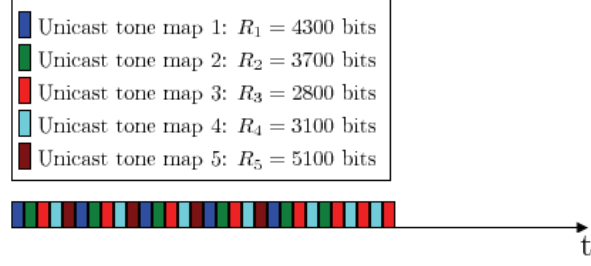 Unicast tone map 1: R₁ = 4300 bits
Unicast tone map 2: R₂ = 3700 bits
Unicast tone map 3: R₃ = 2800 bits
Unicast tone map 4: R₄ = 3100 bits
Unicast tone map 5: R₅ = 5100 bits
t